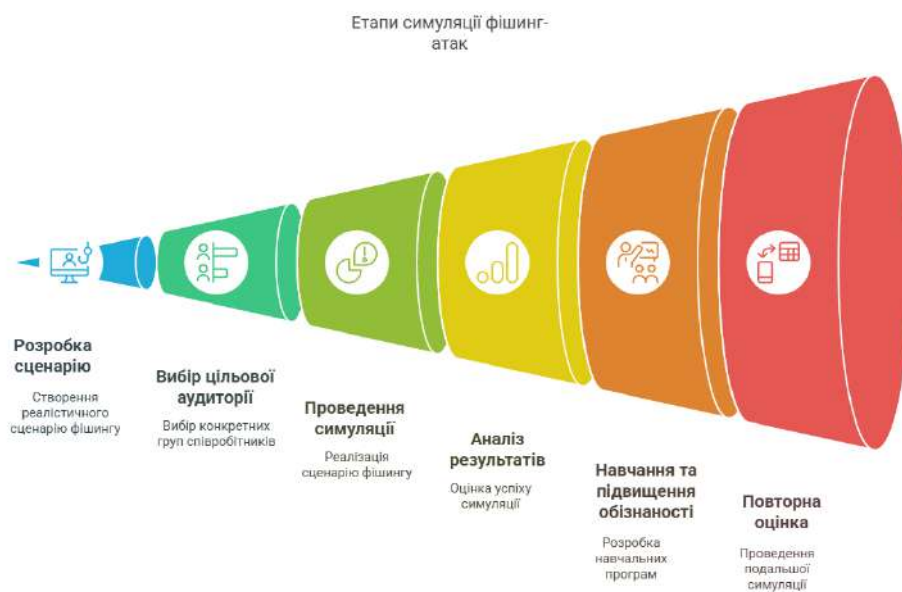 Етапи симуляції фішинг-
атак
Розробка
сценарію
Створення
реалістичного
сценарію фішингу
Вибір цільової
аудиторії
Вибір конкретних
груп співробітників
Проведення
симуляції
Реалізація
сценарію фішингу
Аналіз
результатів
Оцінка успіху
симуляції
Навчання та
підвищення
обізнаності
Розробка
навчальних
програм
Повторна
оцінка
Проведення
подальшої
симуляції